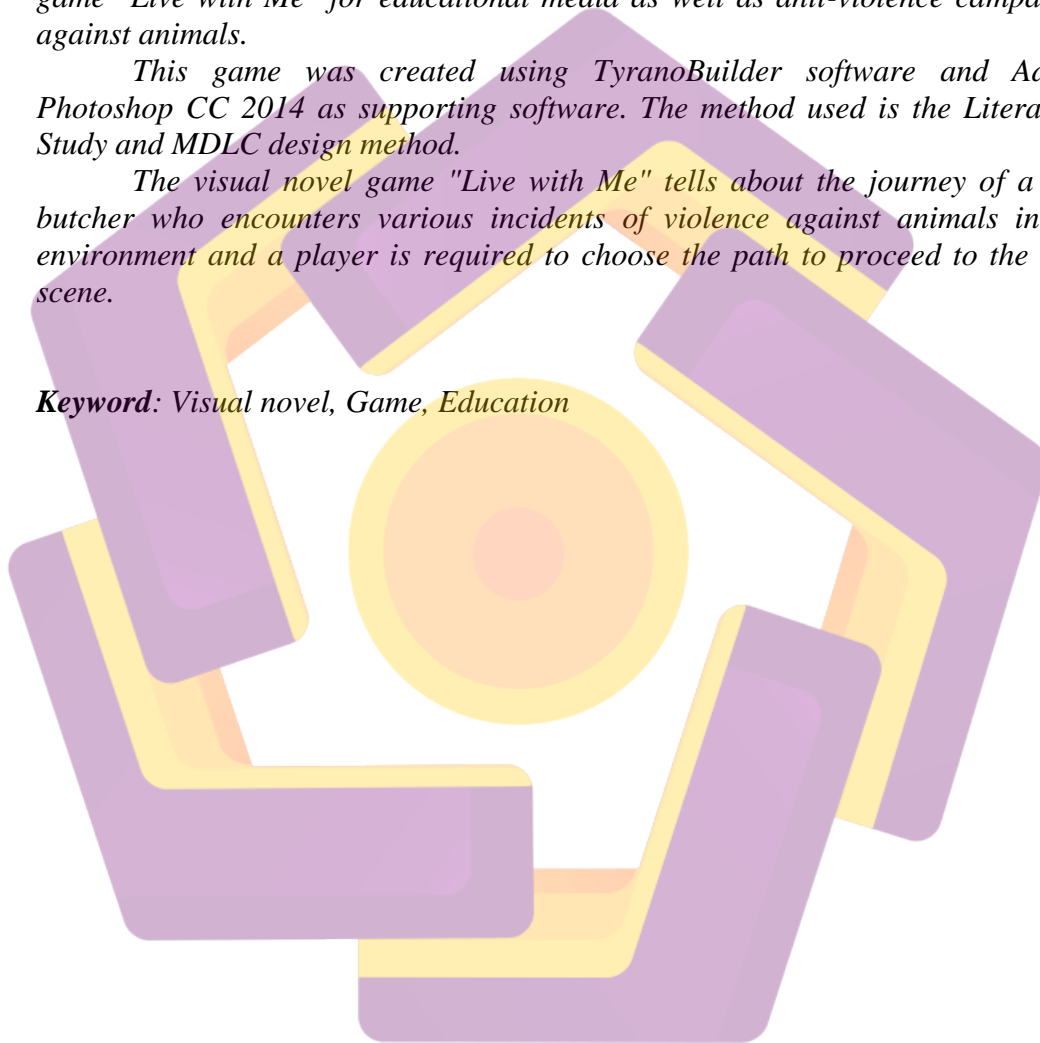 game "Live with Me" for educational media as well as anti-violence
against animals.
This game was created using TyranoBuilder software and
Photoshop CC 2014 as supporting software. The method used is the
Study and MDLC design method.
The visual novel game "Live with Me" tells about the journey of a
butcher who encounters various incidents of violence against animals in
environment and a player is required to choose the path to proceed to the
scene.
Keyword: Visual novel, Game, Education